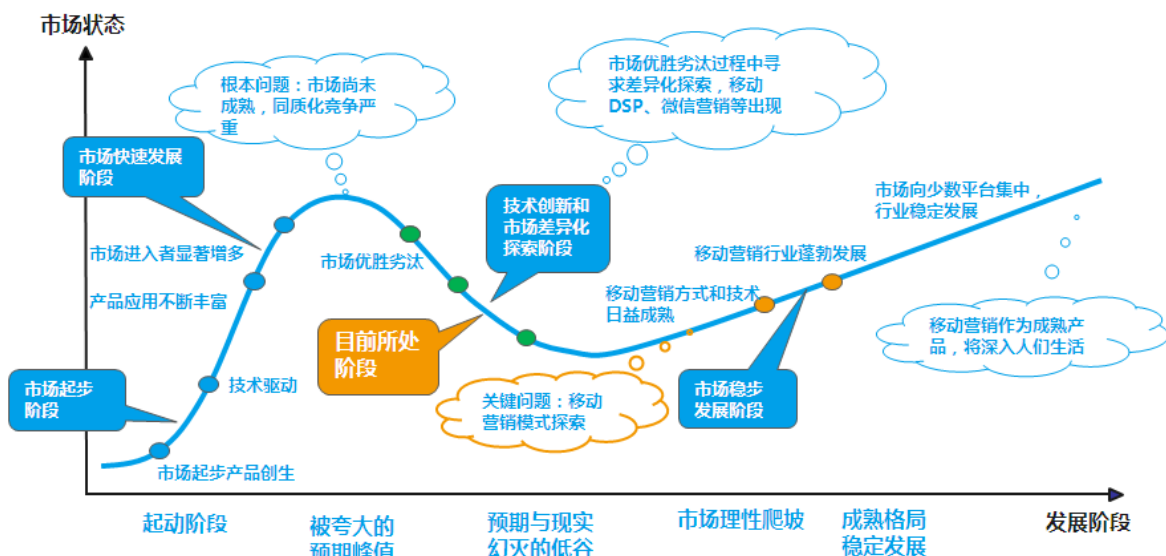 市场状态
根本问题：市场尚未
成熟，同质化竞争严
重
市场优胜劣汰过程中寻
求差异化探索，移动
DSP、微信营销等出现
市场快速发展
阶段
技术创新和
市场差异化
探索阶段
市场向少数平台集中，
行业稳定发展
市场进入者显著增多
市场优胜劣汰
移动营销行业蓬勃发展
产品应用不断丰富
移动营销方式和技术
日益成熟
目前所处
阶段
移动营销作为成熟产
品，将深入人们生活
市场起步
阶段
技术驱动
关键问题：移动
营销模式探索
市场稳步
发展阶段
市场起步产品创生
起动阶段
被夸大的
预期峰值
预期与现实
幻灭的低谷
市场理性爬坡
成熟格局
稳定发展
发展阶段